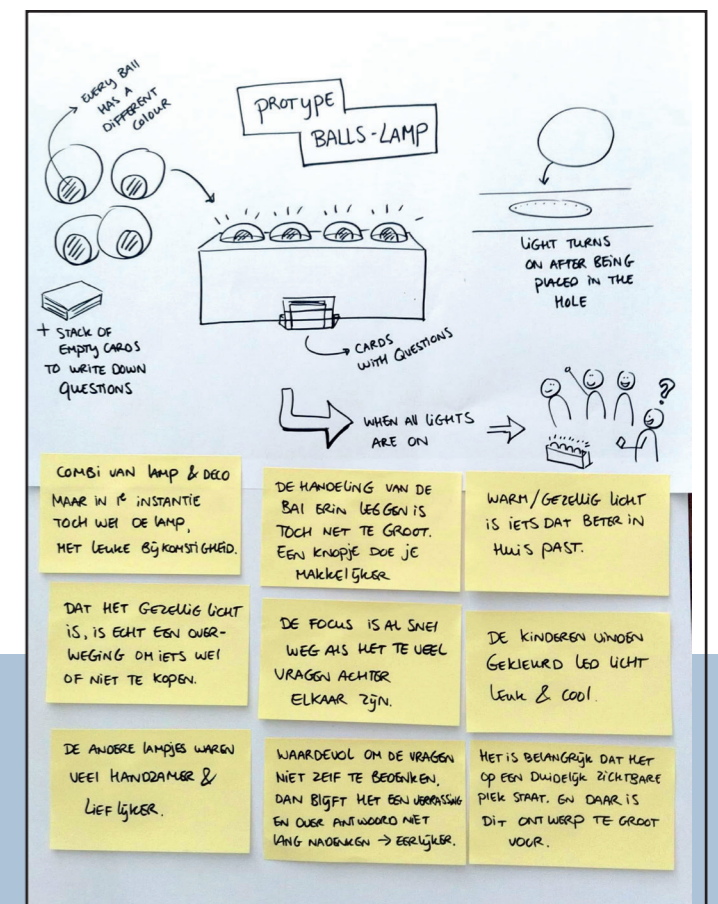 EVERY BALL
HAS A
DIFFERENT
COLOUR
PROTYPE
BALLS-LAMP
LIGHT TURNS
ON AFTER BEING
PLACED IN THE
HOLE
+ STACK OF
EMPTY CARDS
TO WRITE DOWN
QUESTIONS
CARDS
WITH QUESTIONS
WHEN All LiGHTS
ARE ON
?
COMBI VAN LAMP & DECO
MAAR IN 1e INSTANTIE
TOCH WEL DE LAMP,
MET LEUKE BIJKOMSTIGHEID.
DE HANDELING VAN DE
BAL ERIN LEGGEN IS
TOCH NET TE GROOT.
EEN KNOPJE DOE JE
MAKKELIJKER
WARM/GEZELLIG LICHT
IS IETS DAT BETER IN
HUIS PAST.
DAT HET GEZELLIG LICHT
IS, IS ECHT EEN OVER-
WEGING OM IETS WEL
OF NIET TE KOPEN.
DE FOCUS IS AL SNEL
WEG ALS HET TE VEEL
VRAGEN ACHTER
ELKAAR ZIJN.
DE KINDEREN VINDEN
GEKLEURD LED LICHT
LEUK & COOL.
DE ANDERE LAMPJES WAREN
VEEL HANDZAMER &
LIEFLIJKER.
WAARDEVOL OM DE VRAGEN
NIET ZELF TE BEDENKEN,
DAN BLIJFT HET EEN VERRASSING
EN OVER ANTWOORD NIET
LANG NADENKEN → EERLIJKER.
HET IS BELANGRIJK DAT HET
OP EEN DUIDELIJK ZICHTBARE
PLEK STAAT. EN DAAR IS
DIT ONTWERP TE GROOT
VOOR.